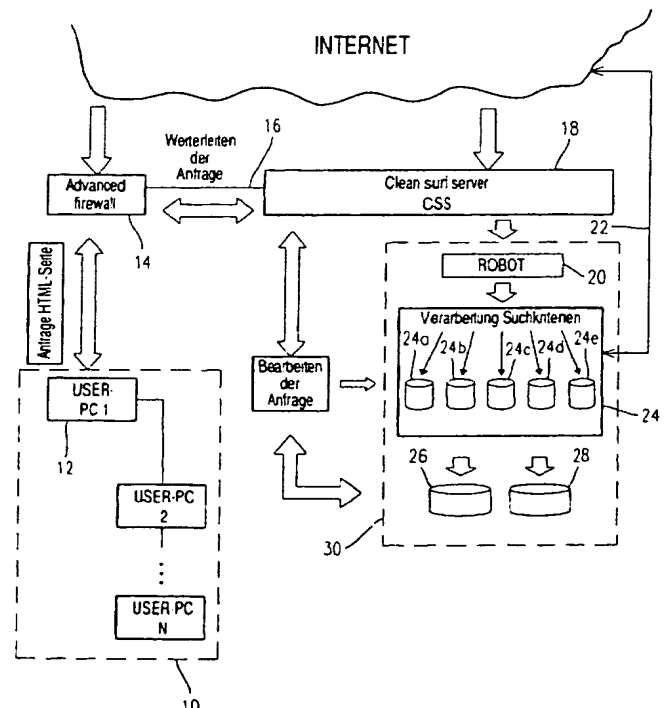 INTERNET
Weiterleiten
der
Anfrage
16
18
Advanced
firewall
14
Clean surf server
CSS
22
Anfrage HTML-Seite
ROBOT
20
Verarbeitung Suchkriterien
24a
24b
24c
24d
24e
24
USER-
PC 1
12
Bearbeiten
der
Anfrage
26
28
USER-PC
2
30
USER-PC
N
10